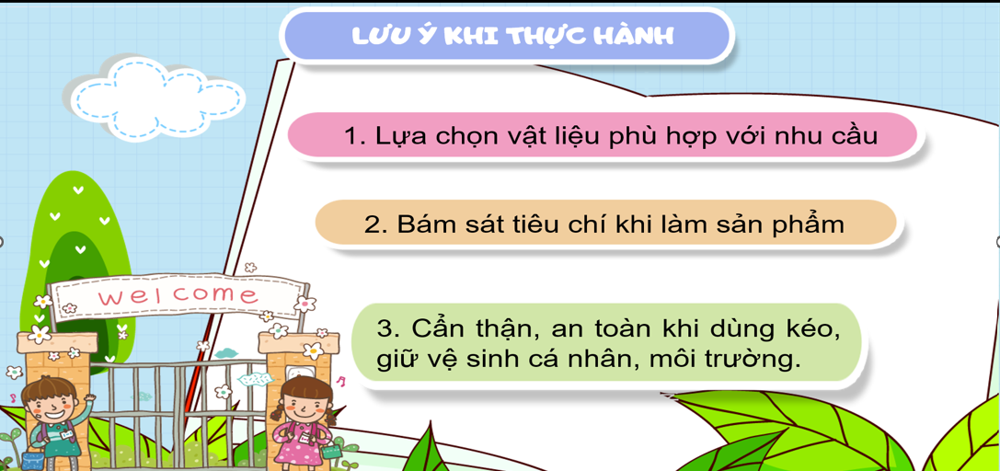 LƯU Ý KHI THỰC HÀNH
1. Lựa chọn vật liệu phù hợp với nhu cầu
2. Bám sát tiêu chí khi làm sản phẩm
welcome
3. Cẩn thận, an toàn khi dùng kéo,
giữ vệ sinh cá nhân, môi trường.